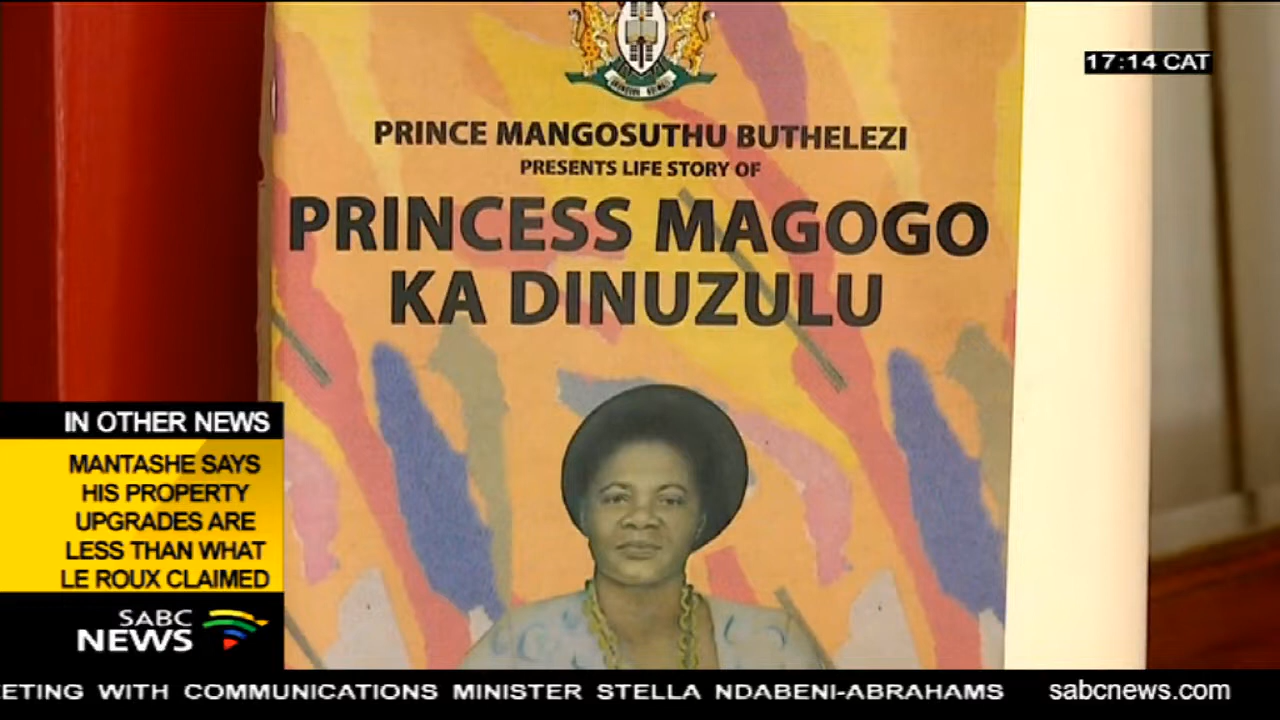 17:14 CAT
PRINCE MANGOSUTHU BUTHELEZI
PRESENTS LIFE STORY OF
PRINCESS MAGOGO
KA DINUZULU
IN OTHER NEWS
MANTASHE SAYS
HIS PROPERTY
UPGRADES ARE
LESS THAN WHAT
LE ROUX CLAIMED
SABC
NEWS
ETING WITH COMMUNICATIONS MINISTER STELLA NDABENI-ABRAHAMS
sabcnews.com